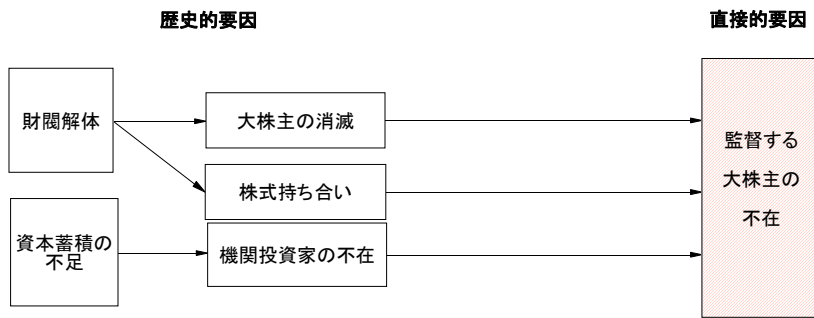 歴史的要因
直接的要因
財閥解体
大株主の消滅
株式持ち合い
資本蓄積の
不足
機関投資家の不在
監督する
大株主の
不在